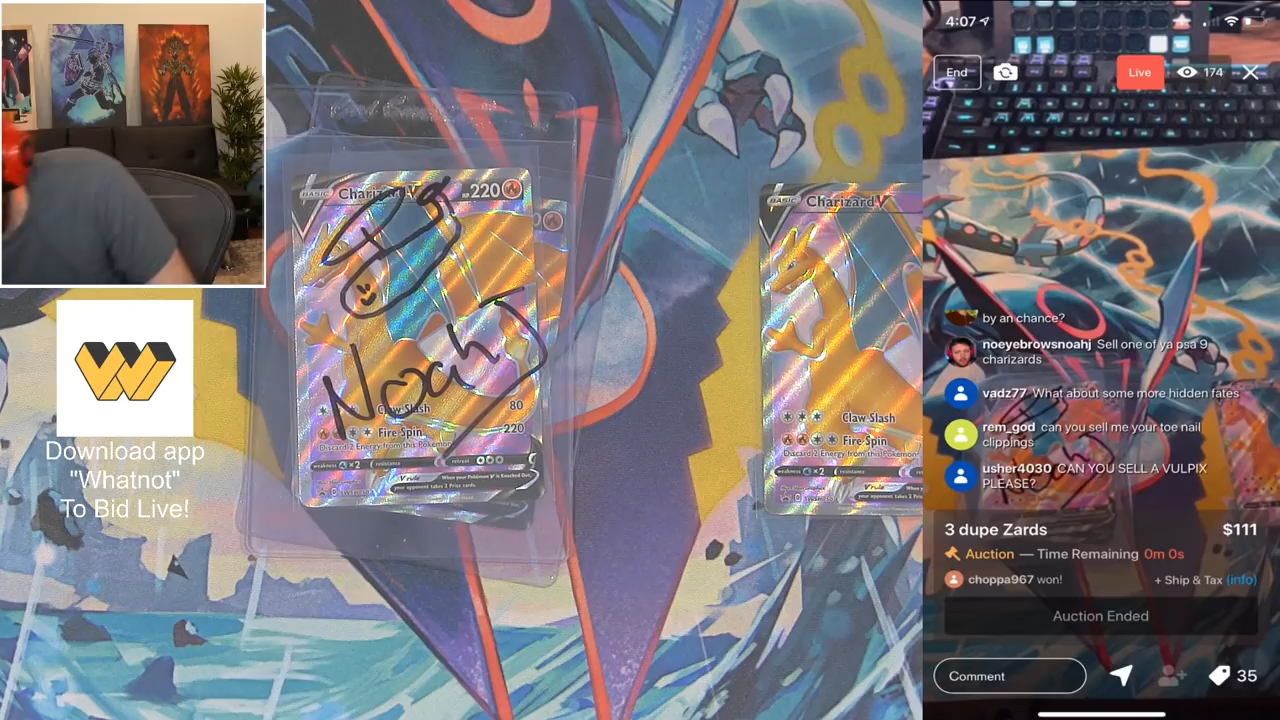 Download app
"Whatnot"
To Bid Live!
BASIC Charizard V 220
Noah J
Claw Slash 80
Fire Spin 220
Discard 2 Energy from this Pokémon.
weakness ×2 resistance retreat
V rule When your Pokémon V is Knocked Out,
your opponent takes 2 Prize cards.
BASIC Charizard V
Claw Slash
Fire Spin
Discard 2 Energy from this Pokémon.
weakness ×2 resistance
V rule
your opponent takes 2 Prize
4:07
End
Live
174
by an chance?
noeyebrowsnoahj Sell one of ya psa 9
charizards
vadz77 What about some more hidden fates
rem_god can you sell me your toe nail
clippings
usher4030 CAN YOU SELL A VULPIX
PLEASE?
3 dupe Zards $111
Auction — Time Remaining 0m 0s
choppa967 won! + Ship & Tax (info)
Auction Ended
Comment
35